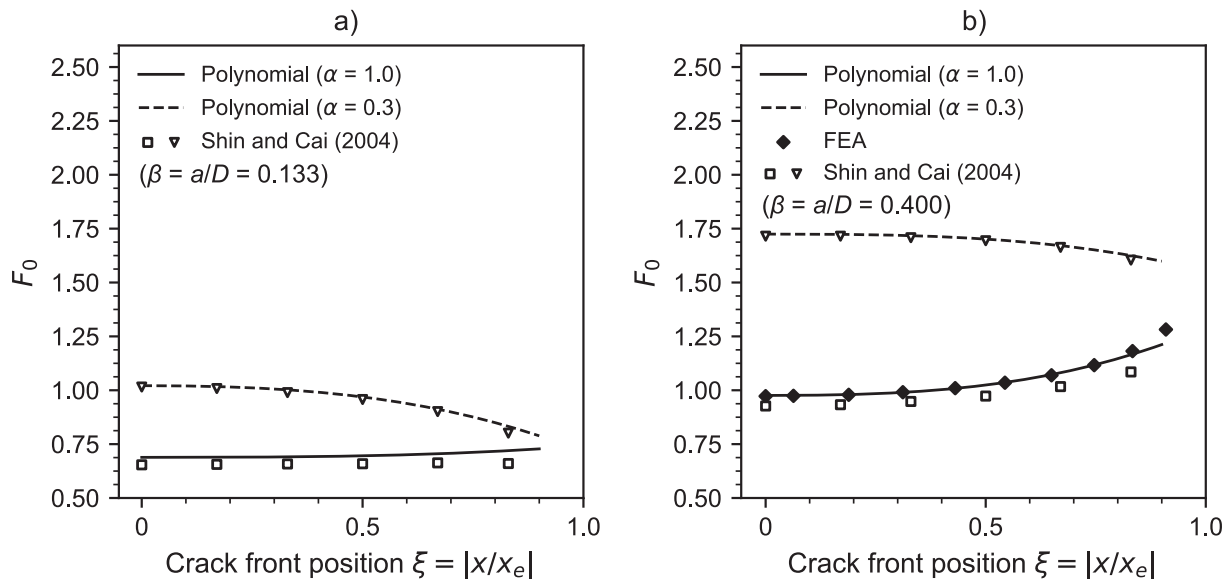 a)
2.50
2.25
2.00
1.75
1.50
1.25
1.00
0.75
0.50
F₀
Polynomial (α = 1.0)
Polynomial (α = 0.3)
Shin and Cai (2004)
(β = a/D = 0.133)
0
0.5
1.0
Crack front position ξ = |x/xₑ|
b)
2.50
2.25
2.00
1.75
1.50
1.25
1.00
0.75
0.50
F₀
Polynomial (α = 1.0)
Polynomial (α = 0.3)
FEA
Shin and Cai (2004)
(β = a/D = 0.400)
0
0.5
1.0
Crack front position ξ = |x/xₑ|